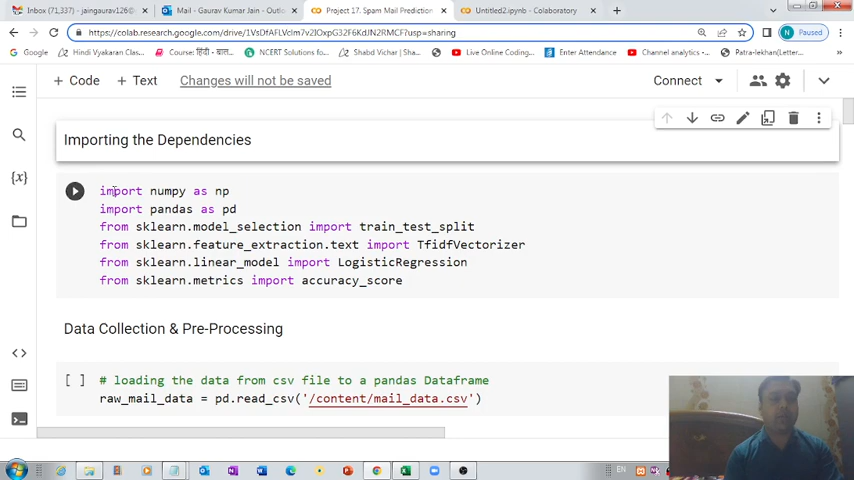 Inbox (71,337) - jaingaurav126@
Mail - Gaurav Kumar Jain - Outlo
Project 17. Spam Mail Prediction
Untitled2.ipynb - Colaboratory
https://colab.research.google.com/drive/1VsDfAFLVclm7v2lOxpG32F6KdJN2RMCF?usp=sharing
N Paused
Home
Hindi Vyakaran Clas
Course: हिंदी - बाल
NCERT Solutions for
Shabd Vichar ( शब्द
Live Online Coding
Enter Attendance
Channel analytics -
Patra-lekhan(Letter
+ Code + Text Changes will not be saved Connect
Importing the Dependencies
import numpy as np
import pandas as pd
from sklearn.model_selection import train_test_split
from sklearn.feature_extraction.text import TfidfVectorizer
from sklearn.linear_model import LogisticRegression
from sklearn.metrics import accuracy_score
{x}
Data Collection & Pre-Processing
[ ] # loading the data from csv file to a pandas Dataframe
raw_mail_data = pd.read_csv('/content/mail_data.csv')
EN